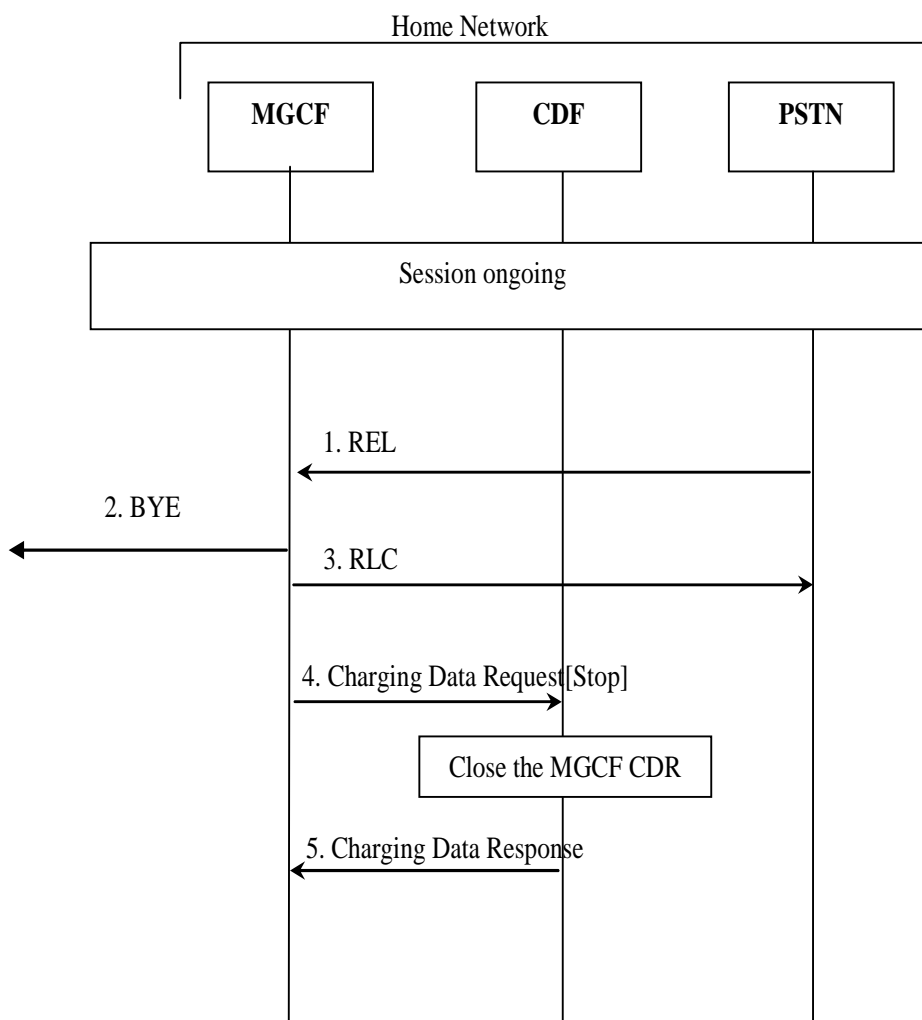 Home Network
MGCF
CDF
PSTN
Session ongoing
1. REL
2. BYE
3. RLC
4. Charging Data Request[Stop]
Close the MGCF CDR
5. Charging Data Response